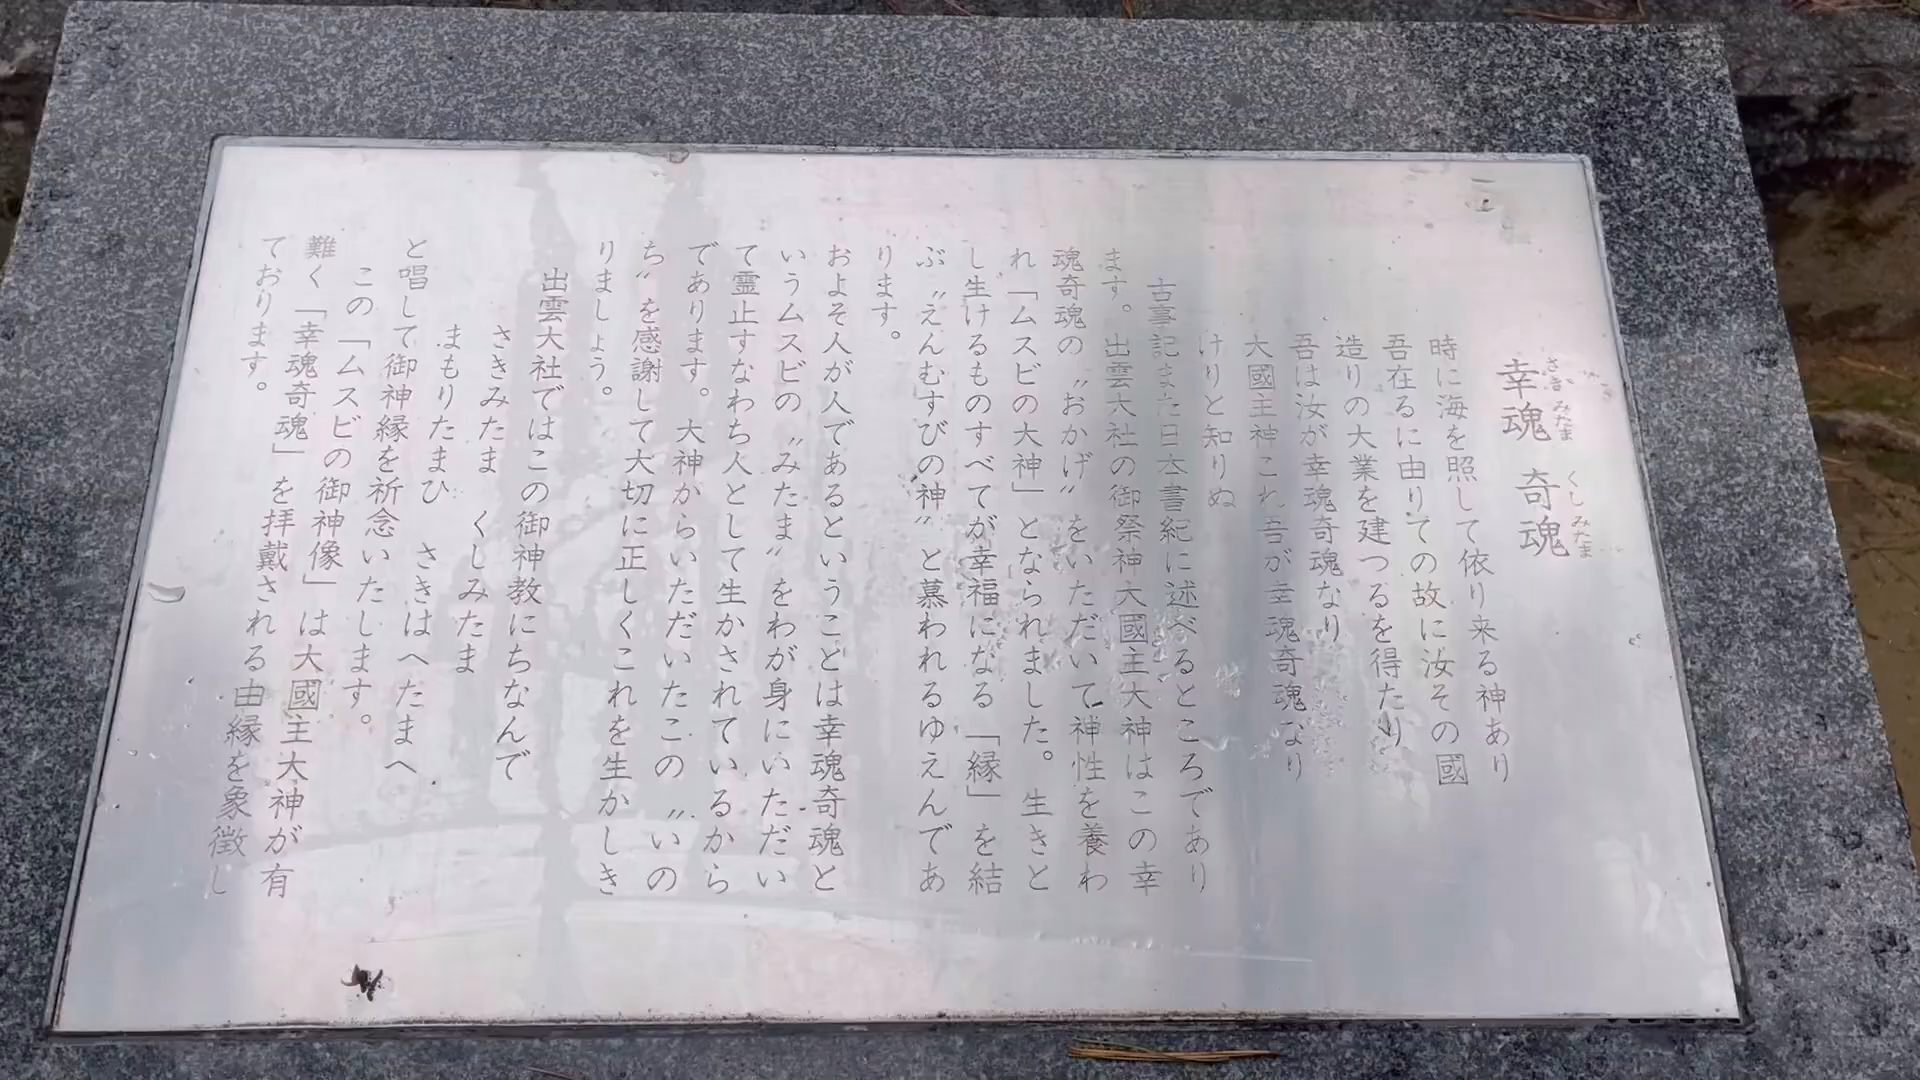 幸魂 奇魂
さきみたま くしみたま
時に海を照して依り来る神あり
吾在るに由りての故に汝その國
造りの大業を建つるを得たり
吾は汝が幸魂奇魂なり
大國主神これ吾が幸魂奇魂なり
けりと知りぬ
古事記また日本書紀に述べるところであり
ます。出雲大社の御祭神大國主大神はこの幸
魂奇魂の〝おかげ〞をいただいて神性を養わ
れ「ムスビの大神」となられました。生きと
し生けるものすべてが幸福になる「縁」を結
ぶ〝えんむすびの神〞と慕われるゆえんであ
ります。
およそ人が人であるということは幸魂奇魂と
いうムスビの〝みたま〞をわが身にいただい
て霊止すなわち人として生かされているから
であります。大神からいただいたこの〝いの
ち〞を感謝して大切に正しくこれを生かしき
りましょう。
出雲大社ではこの御神教にちなんで
さきみたま くしみたま
まもりたまひ さきはへたまへ
と唱して御神縁を祈念いたします。
この「ムスビの御神像」は大國主大神が有
難く「幸魂奇魂」を拝戴される由縁を象徴し
ております。